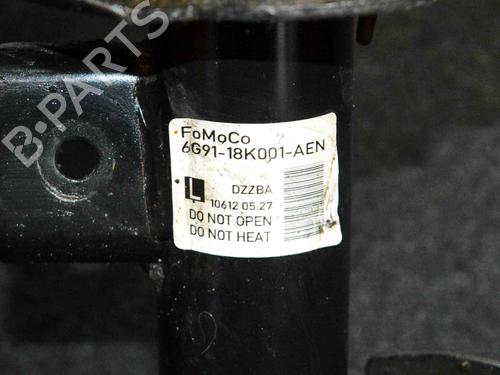 B-PARTS
FoMoCo
6G91-18K001-AEN
L
DZZBA
10612 05.27
DO NOT OPEN
DO NOT HEAT